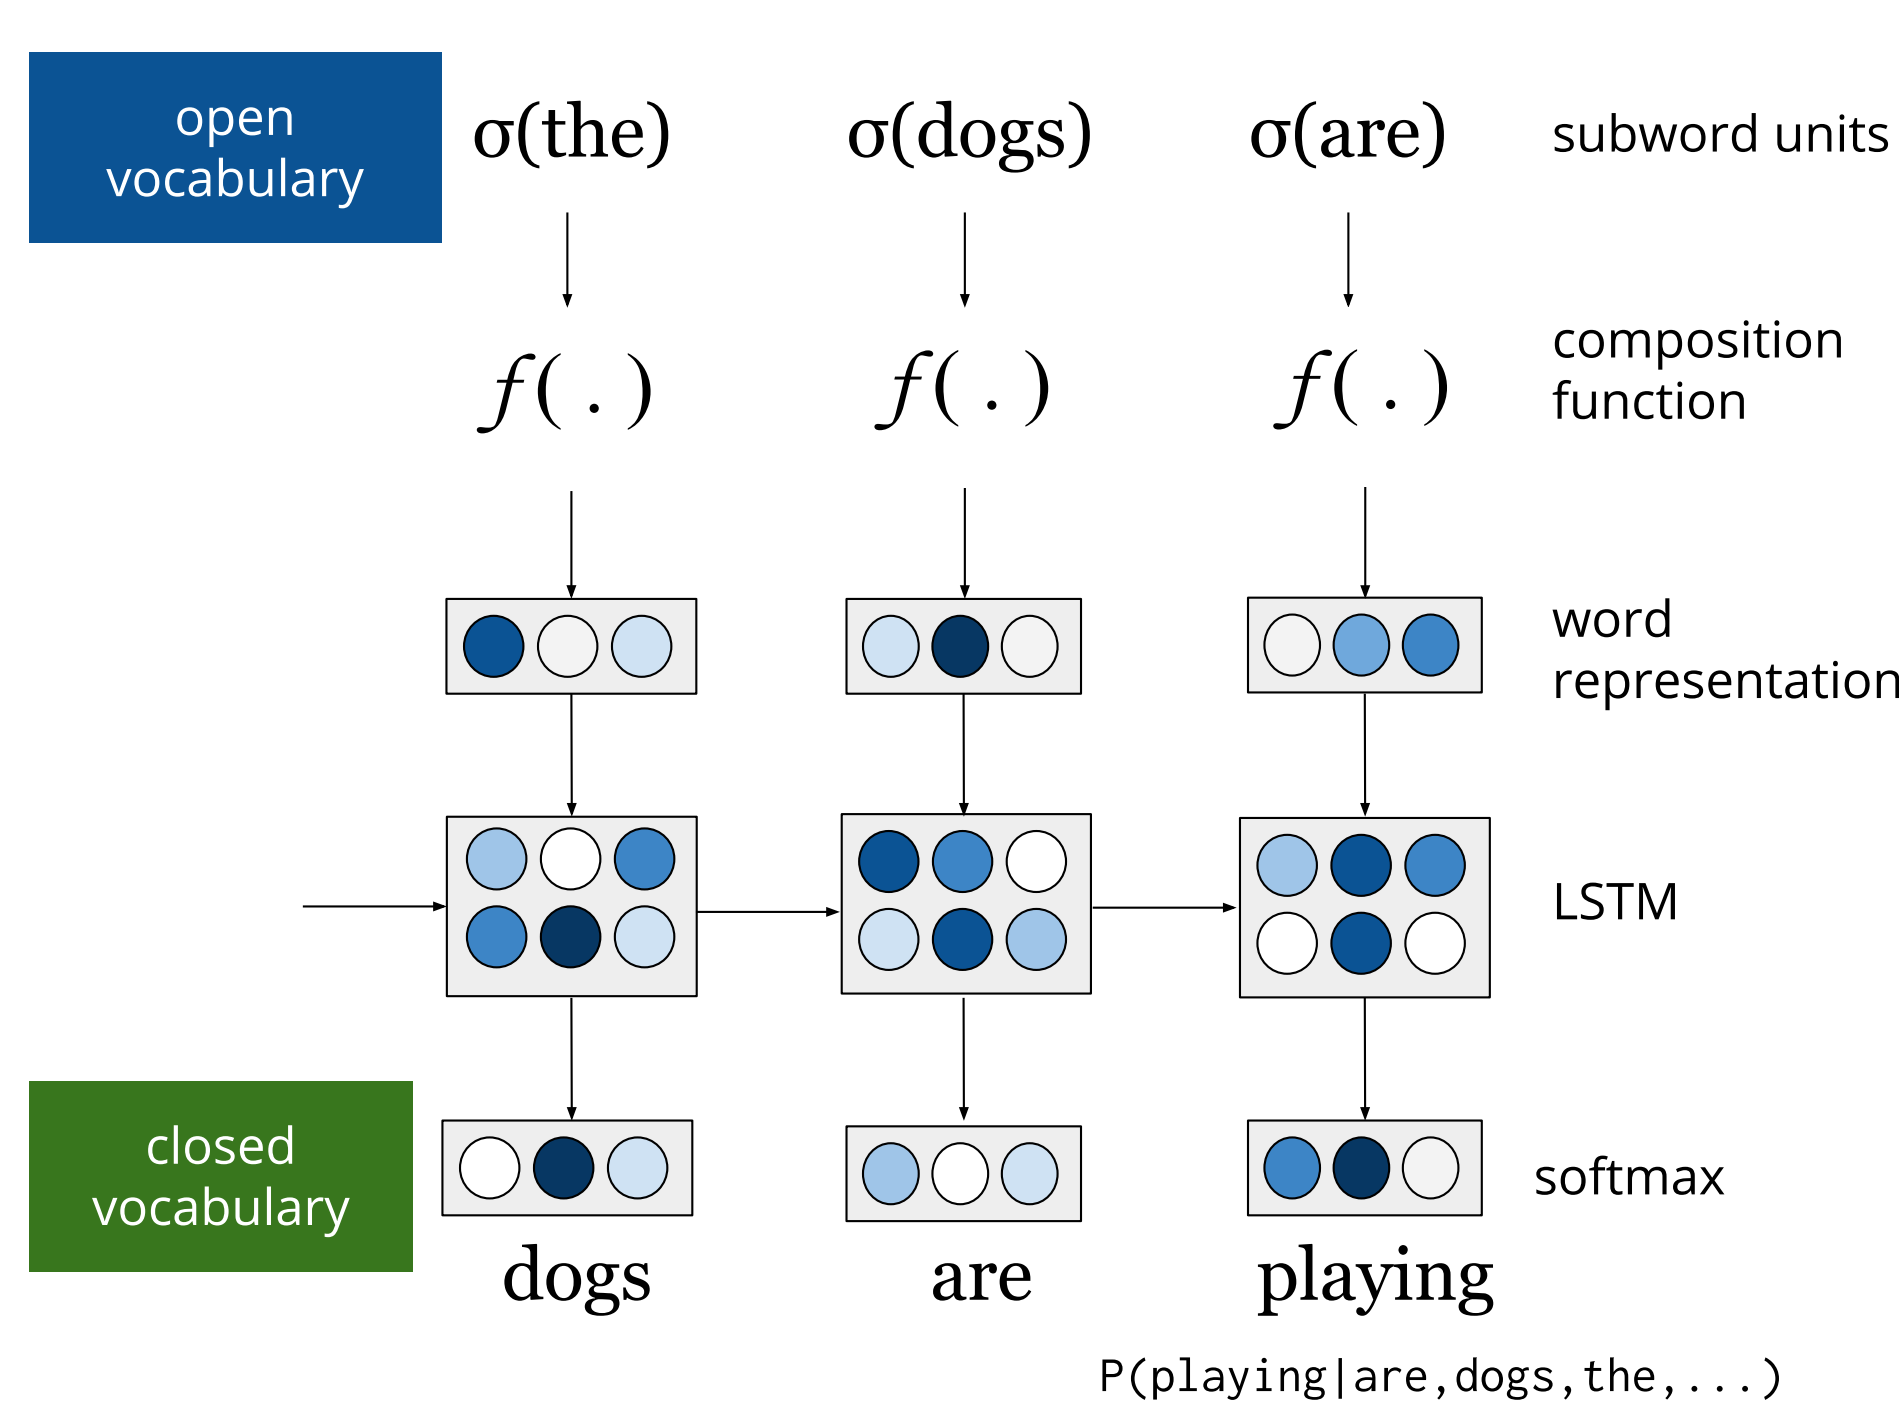 open
vocabulary
σ(the)
σ(dogs)
σ(are)
subword units
f( . )
f( . )
f( . )
composition
function
word
representation
LSTM
closed
vocabulary
softmax
dogs
are
playing
P(playing|are,dogs,the,...)